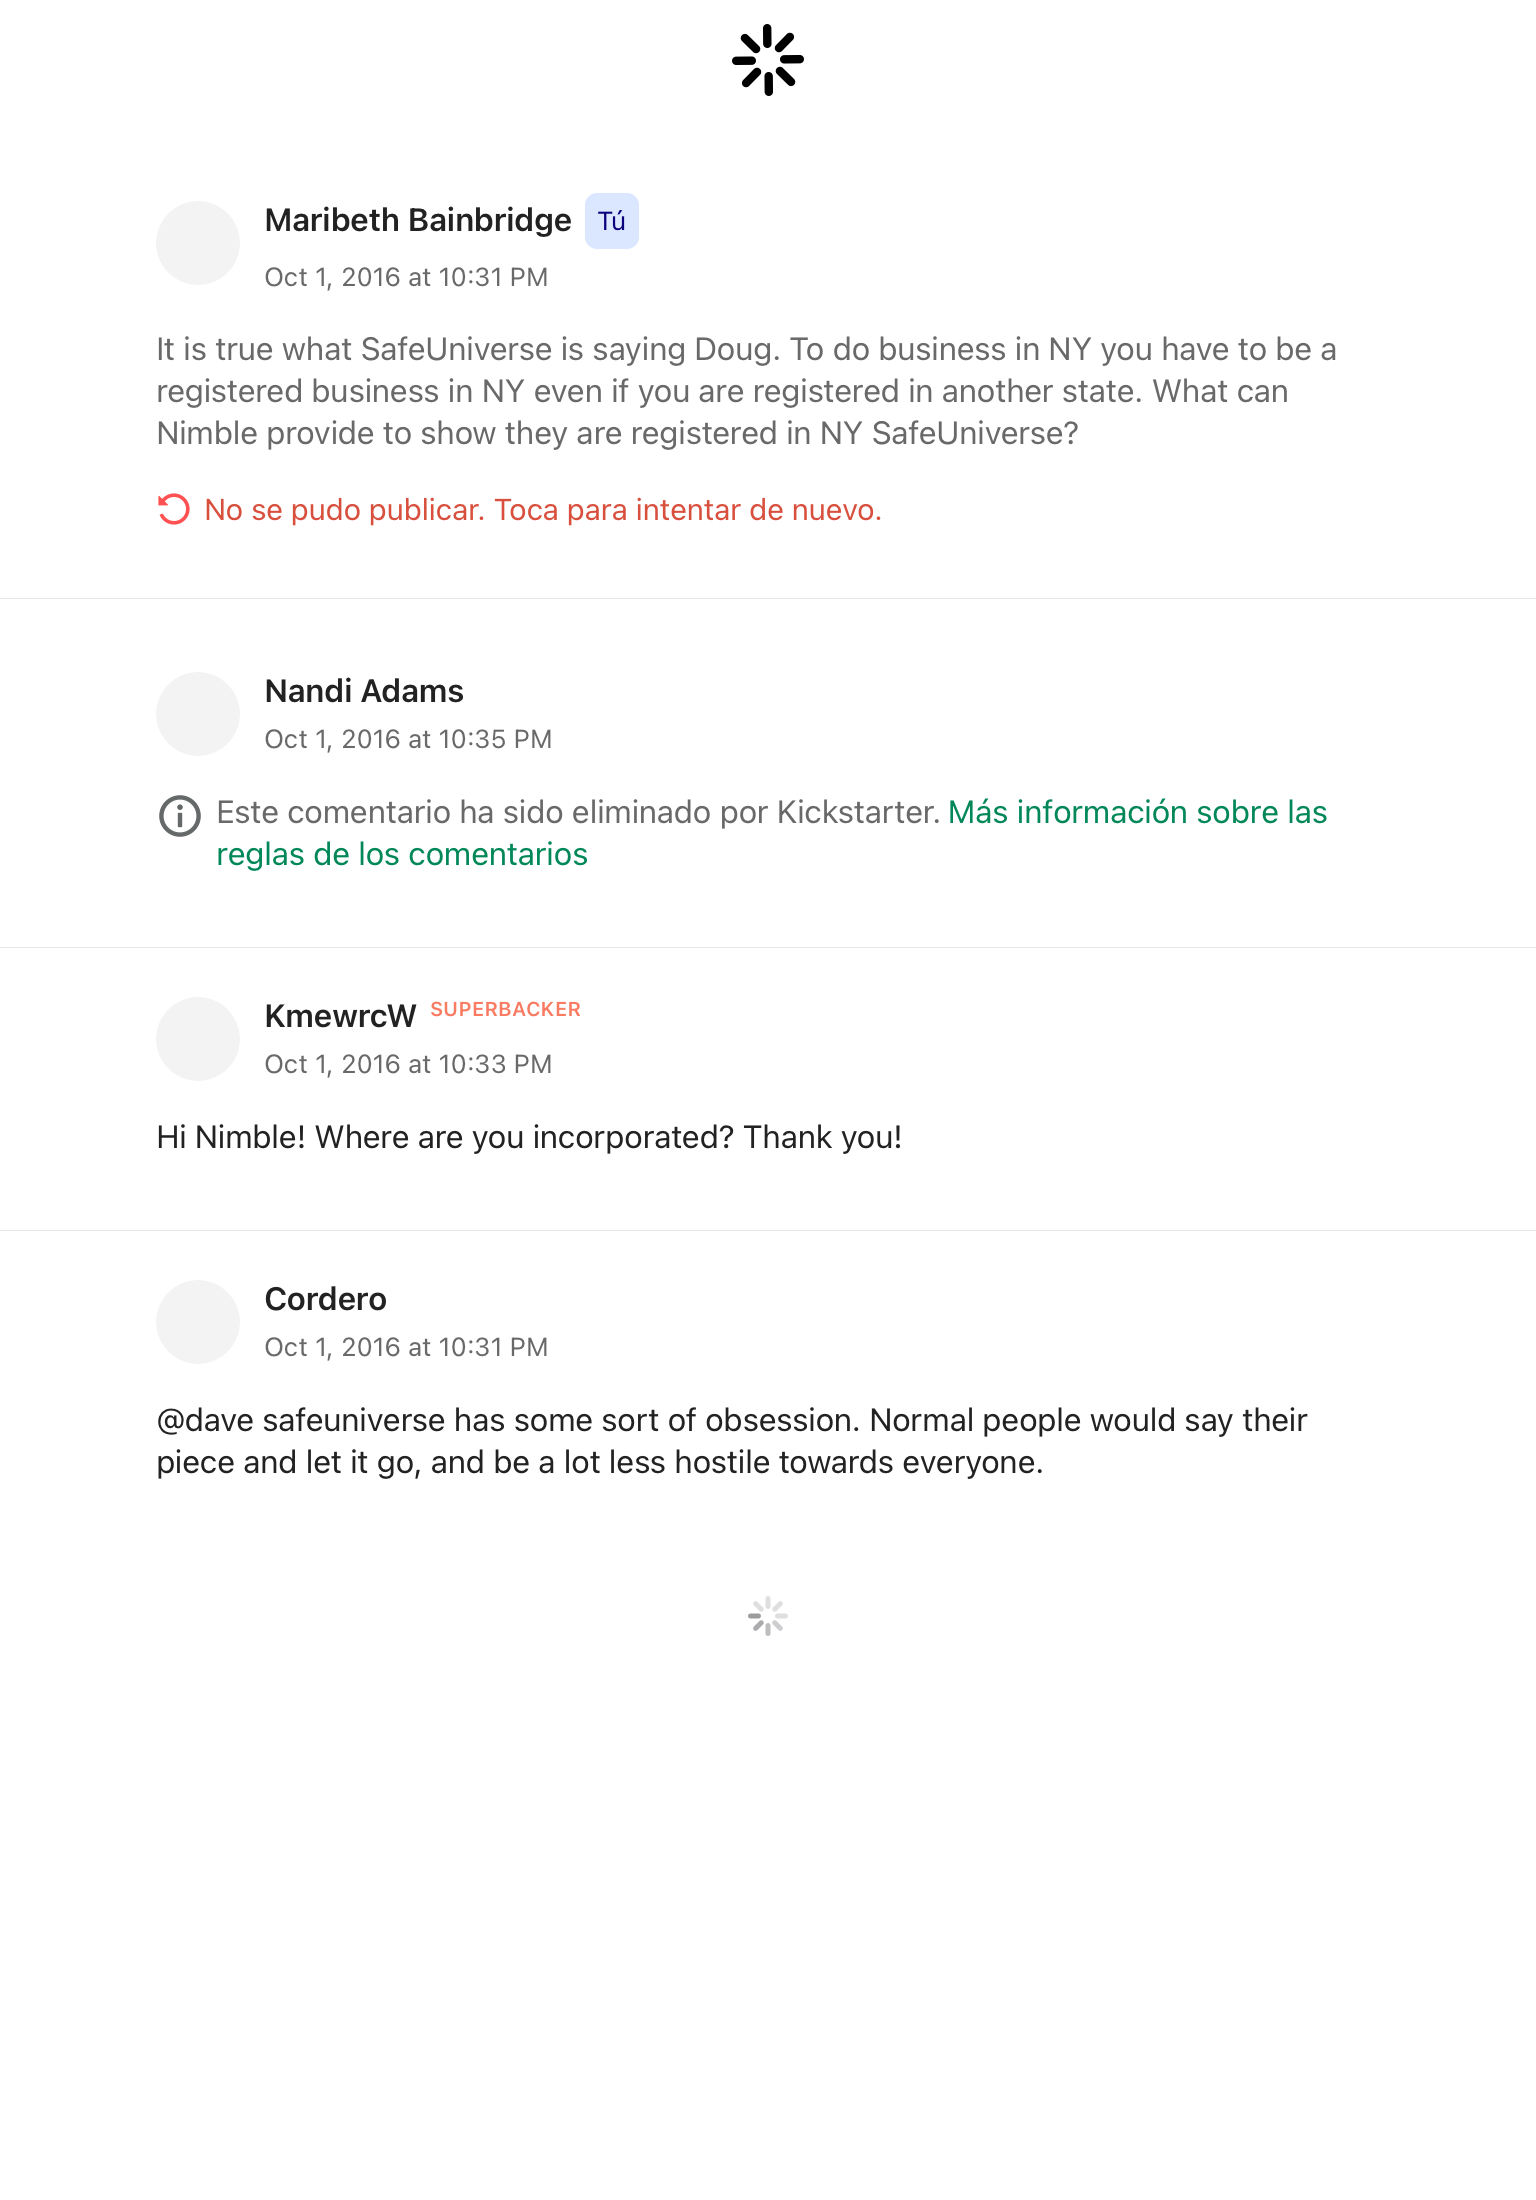 Maribeth Bainbridge Tú
Oct 1, 2016 at 10:31 PM
It is true what SafeUniverse is saying Doug. To do business in NY you have to be a
registered business in NY even if you are registered in another state. What can
Nimble provide to show they are registered in NY SafeUniverse?
No se pudo publicar. Toca para intentar de nuevo.
Nandi Adams
Oct 1, 2016 at 10:35 PM
Este comentario ha sido eliminado por Kickstarter. Más información sobre las
reglas de los comentarios
KmewrcW SUPERBACKER
Oct 1, 2016 at 10:33 PM
Hi Nimble! Where are you incorporated? Thank you!
Cordero
Oct 1, 2016 at 10:31 PM
@dave safeuniverse has some sort of obsession. Normal people would say their
piece and let it go, and be a lot less hostile towards everyone.